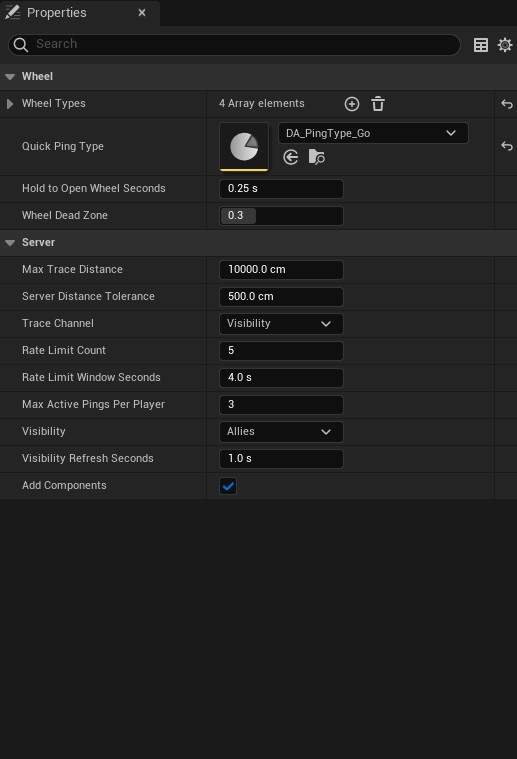 Properties
Search
Wheel
Wheel Types 4 Array elements
Quick Ping Type DA_PingType_Go
Hold to Open Wheel Seconds 0.25 s
Wheel Dead Zone 0.3
Server
Max Trace Distance 10000.0 cm
Server Distance Tolerance 500.0 cm
Trace Channel Visibility
Rate Limit Count 5
Rate Limit Window Seconds 4.0 s
Max Active Pings Per Player 3
Visibility Allies
Visibility Refresh Seconds 1.0 s
Add Components